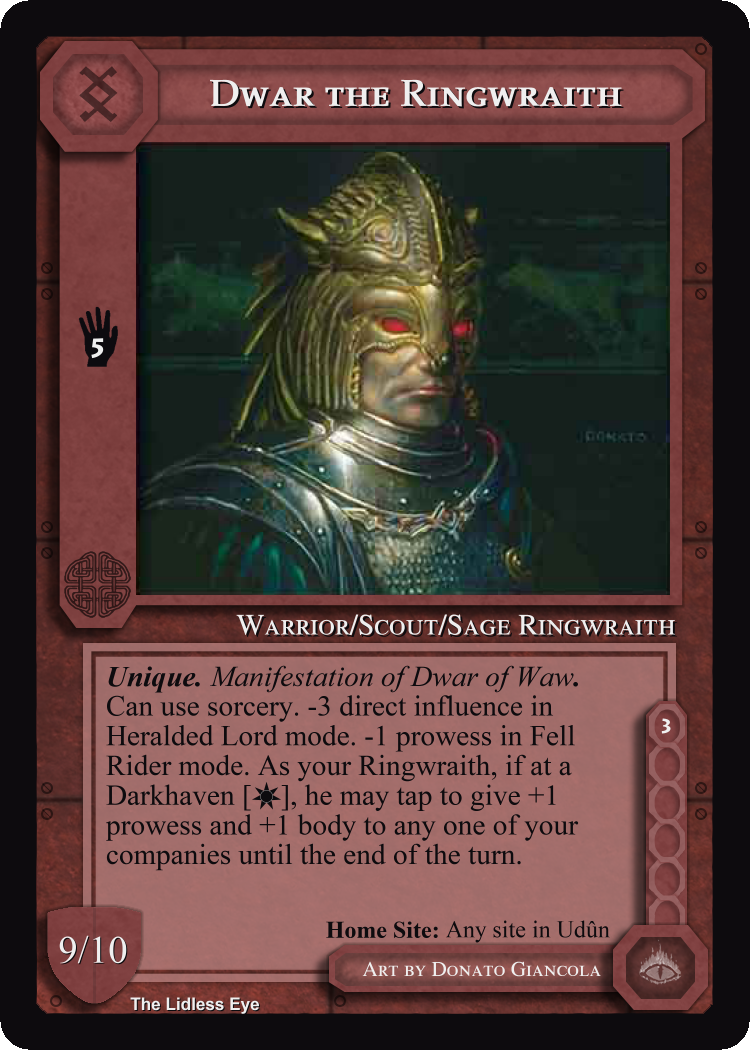 Dwar the Ringwraith
5
DONATO
Warrior/Scout/Sage Ringwraith
Unique. Manifestation of Dwar of Waw.
Can use sorcery. -3 direct influence in
Heralded Lord mode. -1 prowess in Fell
Rider mode. As your Ringwraith, if at a
Darkhaven [☀], he may tap to give +1
prowess and +1 body to any one of your
companies until the end of the turn.
3
Home Site: Any site in Udûn
9/10
Art by Donato Giancola
The Lidless Eye